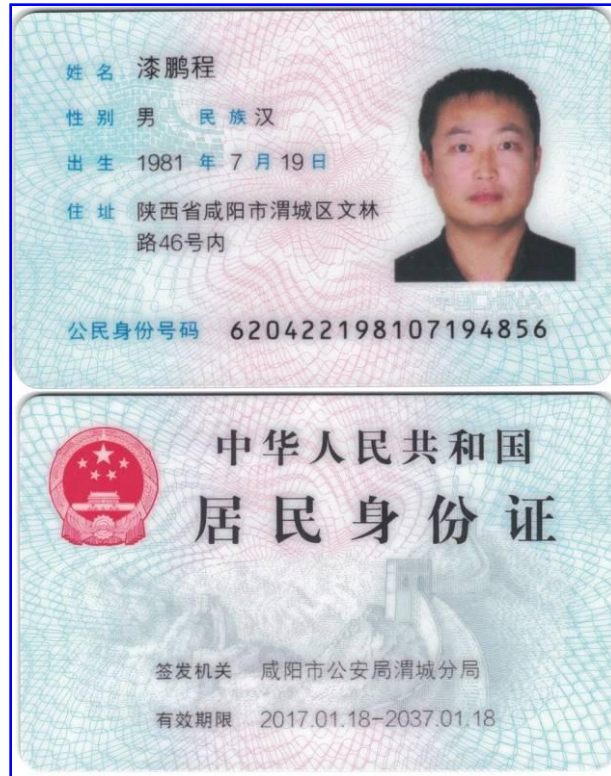 姓名 漆鹏程
性别 男 民族 汉
出生 1981 年 7 月 19 日
住址 陕西省咸阳市渭城区文林
路46号内
公民身份号码 620422198107194856
中华人民共和国
居民身份证
签发机关 咸阳市公安局渭城分局
有效期限 2017.01.18-2037.01.18